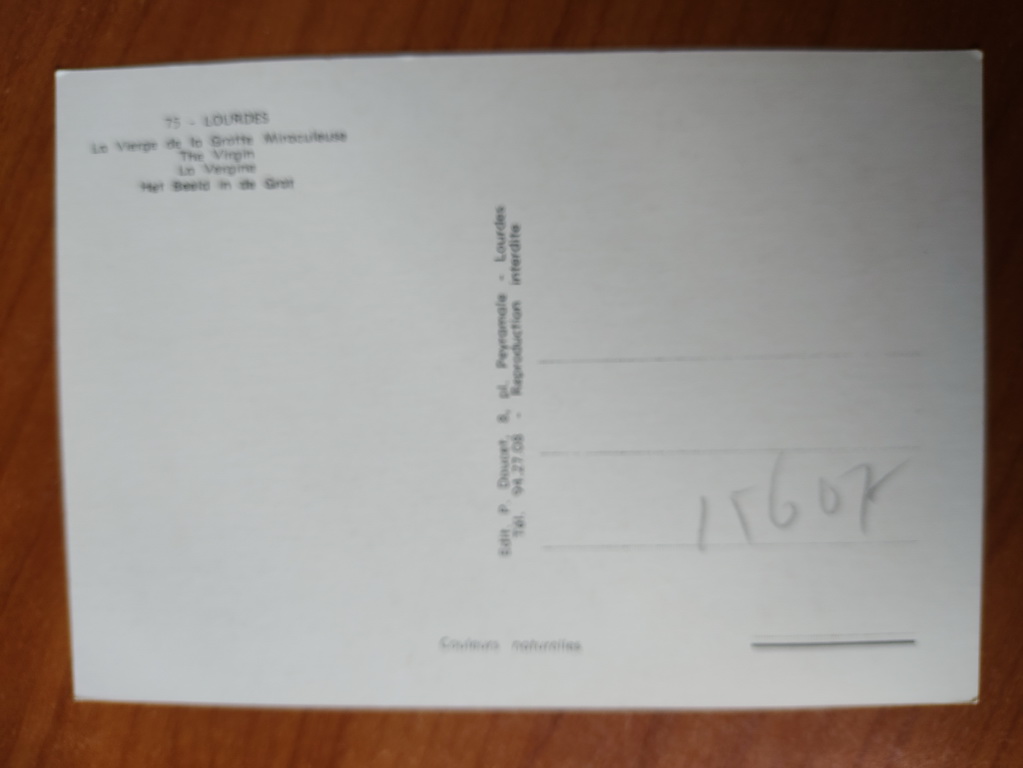 75 - LOURDES
La Vierge de la Grotte Miraculeuse
The Virgin
La Vergine
Het Beeld in de Grot
Edit. P. Doucet, 8, pl. Peyramale - Lourdes
Tél. 94.27.08 - Reproduction interdite
15607
Couleurs naturelles